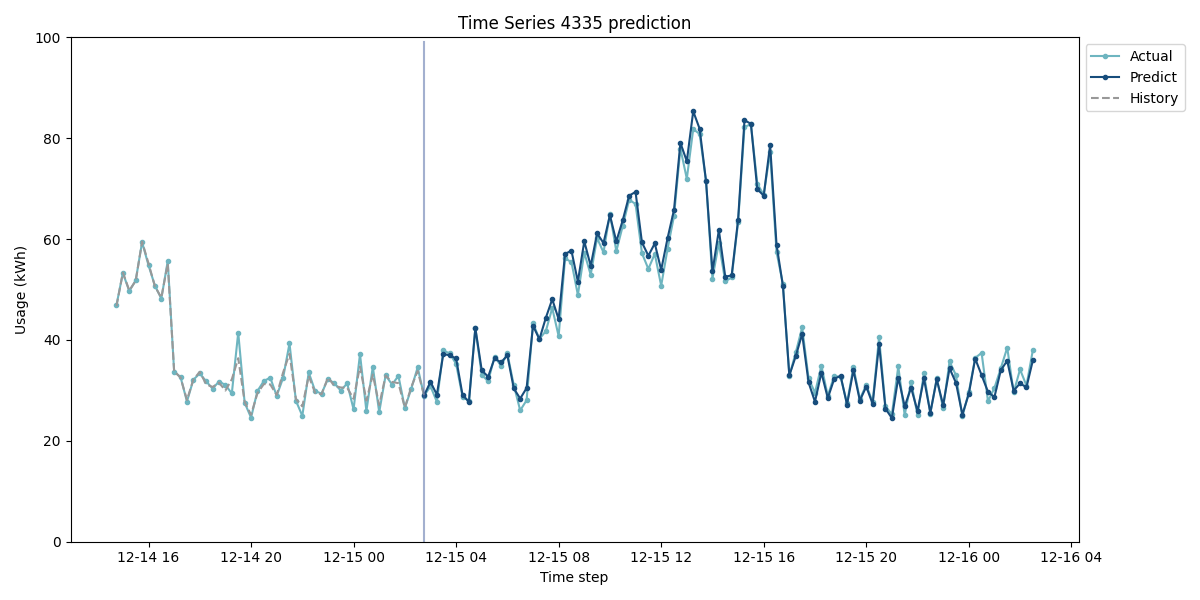 Time Series 4335 prediction
Usage (kWh)
100
80
60
40
20
0
12-14 16
12-14 20
12-15 00
12-15 04
12-15 08
12-15 12
12-15 16
12-15 20
12-16 00
12-16 04
Time step
Actual
Predict
History